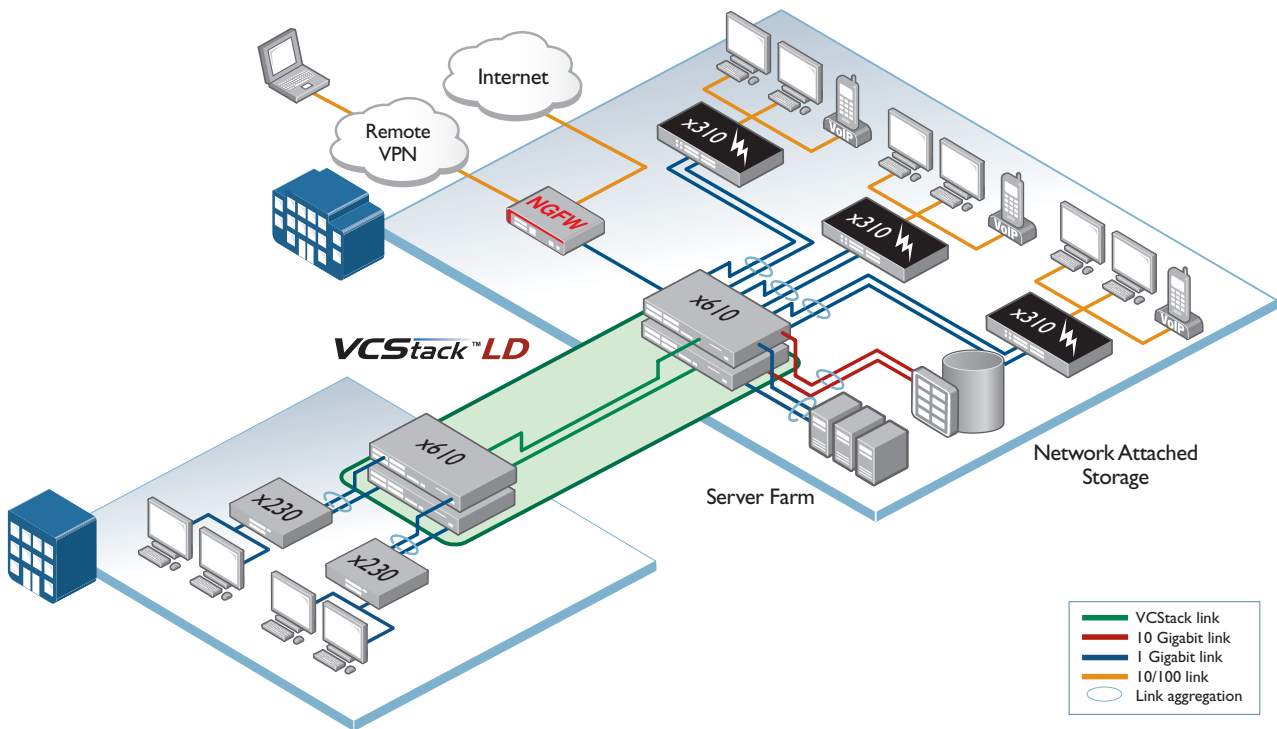 Internet
Remote
VPN
NGFW
x310
VoIP
x310
VoIP
x310
VoIP
x610
VCStack™ LD
x610
x230
x230
Server Farm
Network Attached
Storage
VCStack link
10 Gigabit link
1 Gigabit link
10/100 link
Link aggregation